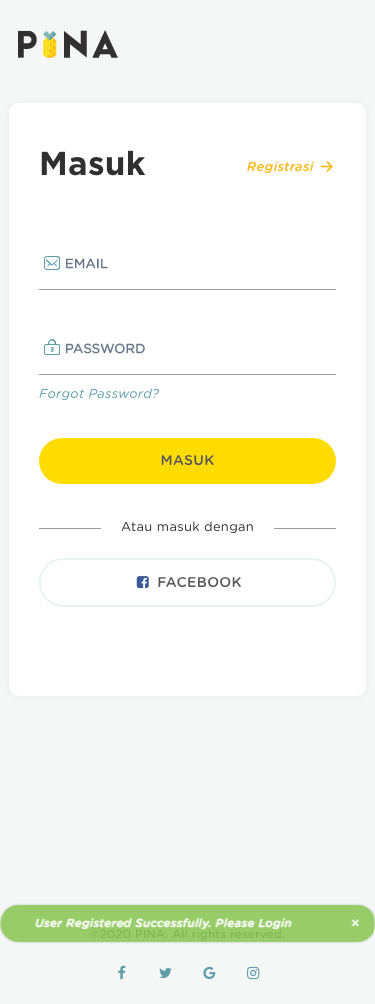 PINA
Masuk
Registrasi →
EMAIL
PASSWORD
Forgot Password?
MASUK
Atau masuk dengan
FACEBOOK
User Registered Successfully. Please Login ×
©2020 PINA. All rights reserved.